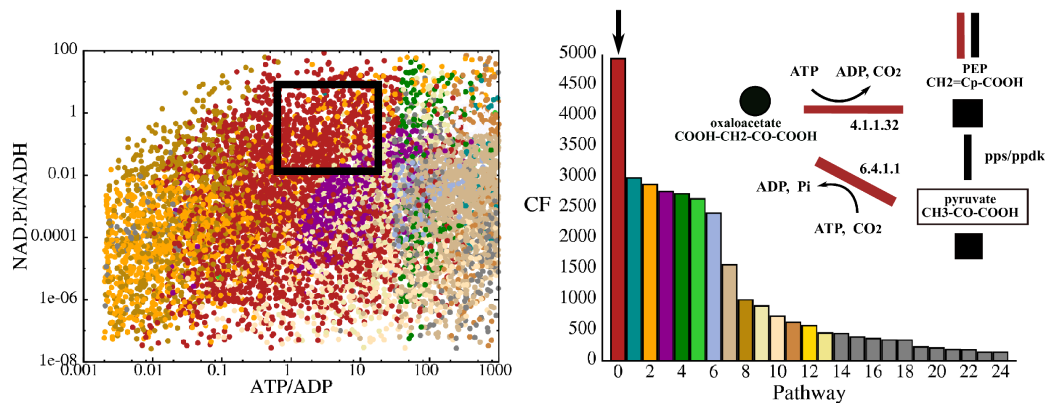 100
1
0.01
0.0001
1e-06
1e-08
NAD.Pi/NADH
0.001
0.01
0.1
1
10
100
1000
ATP/ADP
5000
4500
4000
3500
3000
2500
2000
1500
1000
500
0
CF
0 2 4 6 8 10 12 14 16 18 20 22 24
Pathway
ATP
ADP, CO2
oxaloacetate
COOH-CH2-CO-COOH
4.1.1.32
PEP
CH2=Cp-COOH
pps/ppdk
6.4.1.1
ADP, Pi
ATP, CO2
pyruvate
CH3-CO-COOH